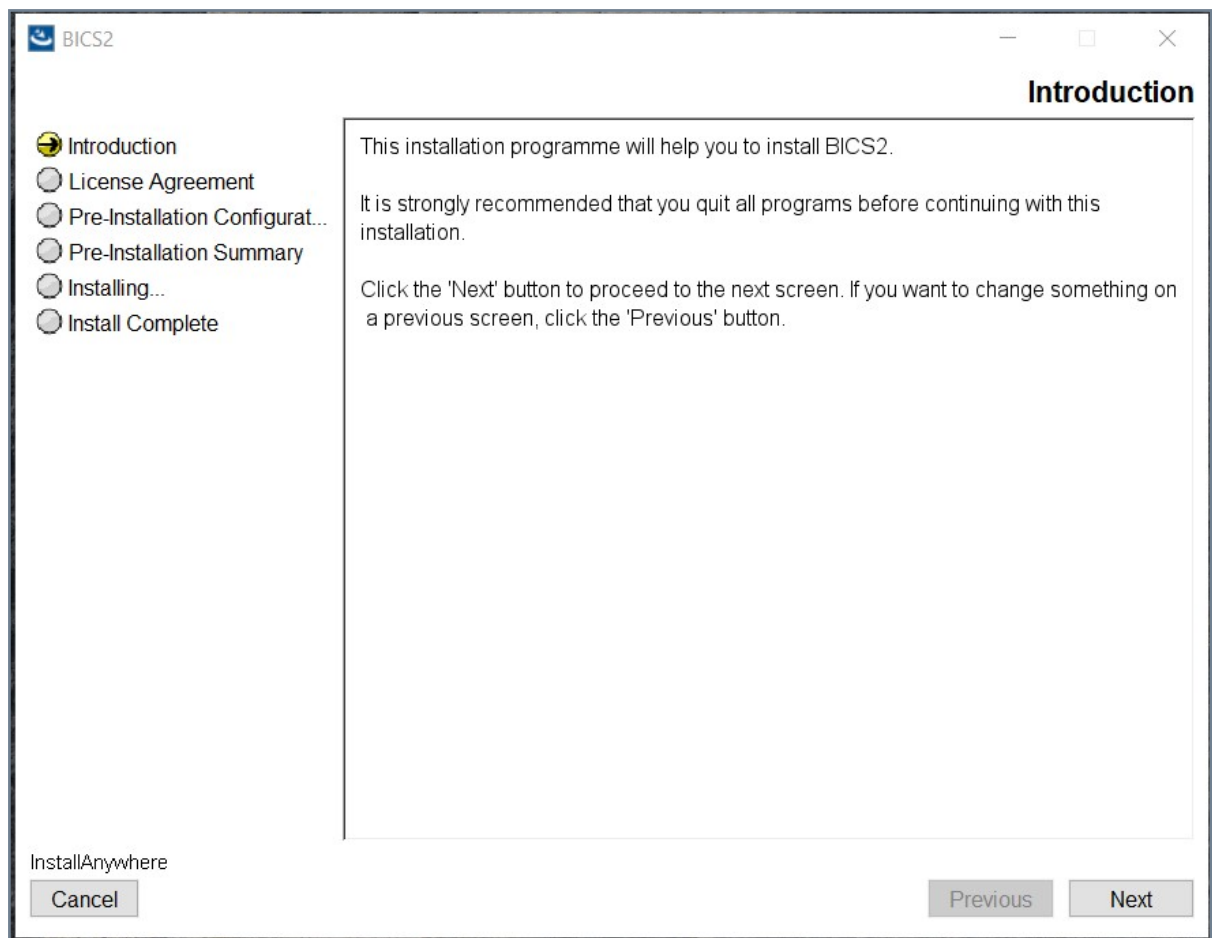 BICS2
Introduction
Introduction
License Agreement
Pre-Installation Configurat...
Pre-Installation Summary
Installing...
Install Complete
This installation programme will help you to install BICS2.
It is strongly recommended that you quit all programs before continuing with this
installation.
Click the 'Next' button to proceed to the next screen. If you want to change something on
a previous screen, click the 'Previous' button.
InstallAnywhere
Cancel
Previous
Next